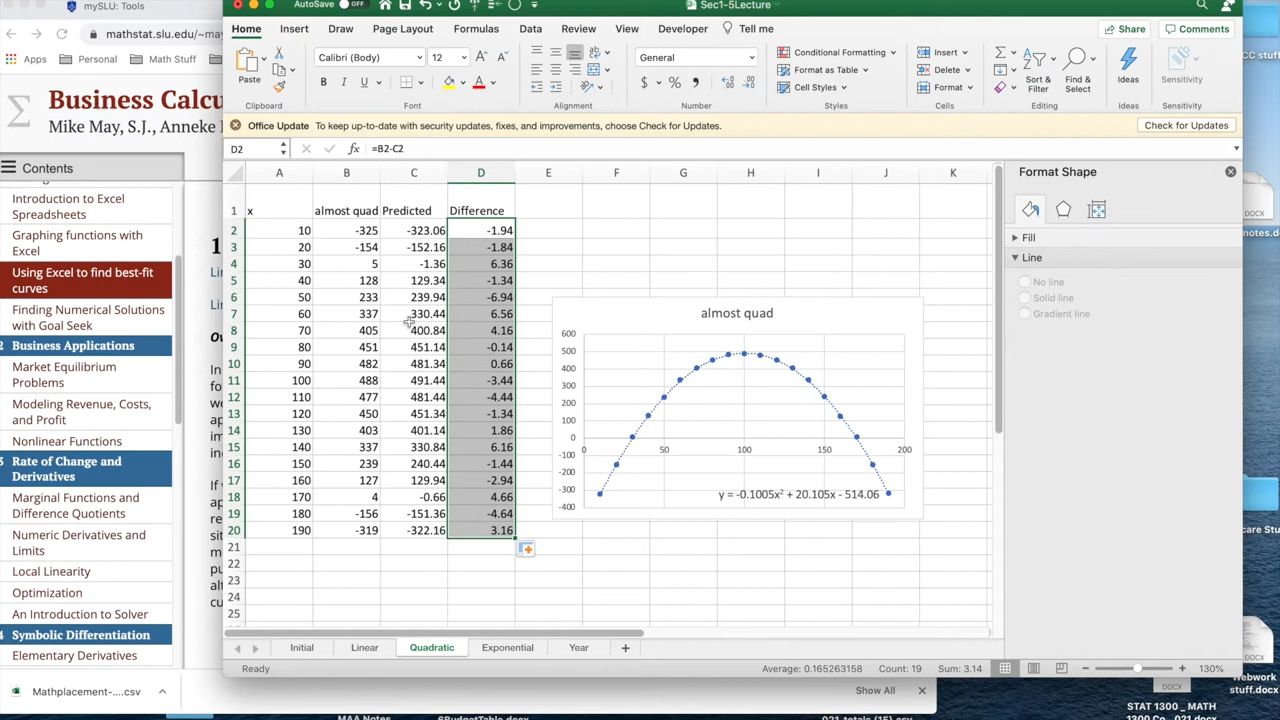 mySLU: Tools
AutoSave OFF
Sec1-5Lecture
mathstat.slu.edu/~may
Home Insert Draw Page Layout Formulas Data Review View Developer Tell me Share Comments
Apps Personal Math Stuff
Calibri (Body) 12 General
Paste
B I U
Conditional Formatting
Format as Table
Cell Styles
Insert
Delete
Format
Sort & Filter
Find & Select
Ideas
Sensitivity
Clipboard Font Alignment Number Styles Cells Editing Ideas Sensitivity
Business Calcu
Mike May, S.J., Anneke
Office Update To keep up-to-date with security updates, fixes, and improvements, choose Check for Updates. Check for Updates
D2 fx =B2-C2
Contents
Introduction to Excel
Spreadsheets
Graphing functions with
Excel
Using Excel to find best-fit
curves
Finding Numerical Solutions
with Goal Seek
2 Business Applications
Market Equilibrium
Problems
Modeling Revenue, Costs,
and Profit
Nonlinear Functions
3 Rate of Change and
Derivatives
Marginal Functions and
Difference Quotients
Numeric Derivatives and
Limits
Local Linearity
Optimization
An Introduction to Solver
4 Symbolic Differentiation
Elementary Derivatives
A B C D E F G H I J K
1 x almost quad Predicted Difference
2 10 -325 -323.06 -1.94
3 20 -154 -152.16 -1.84
4 30 5 -1.36 6.36
5 40 128 129.34 -1.34
6 50 233 239.94 -6.94
7 60 337 330.44 6.56
8 70 405 400.84 4.16
9 80 451 451.14 -0.14
10 90 482 481.34 0.66
11 100 488 491.44 -3.44
12 110 477 481.44 -4.44
13 120 450 451.34 -1.34
14 130 403 401.14 1.86
15 140 337 330.84 6.16
16 150 239 240.44 -1.44
17 160 127 129.94 -2.94
18 170 4 -0.66 4.66
19 180 -156 -151.36 -4.64
20 190 -319 -322.16 3.16
21
22
23
24
25
almost quad
600
500
400
300
200
100
0
-100
-200
-300
-400
0 50 100 150 200
y = -0.1005x² + 20.105x - 514.06
Format Shape
Fill
Line
No line
Solid line
Gradient line
Initial Linear Quadratic Exponential Year
Ready Average: 0.165263158 Count: 19 Sum: 3.14 130%
Mathplacement-....csv Show All
DOCX
notes.do
care Stu
Webwork
stuff.docx
DOCX
STAT 1300 _ MATH